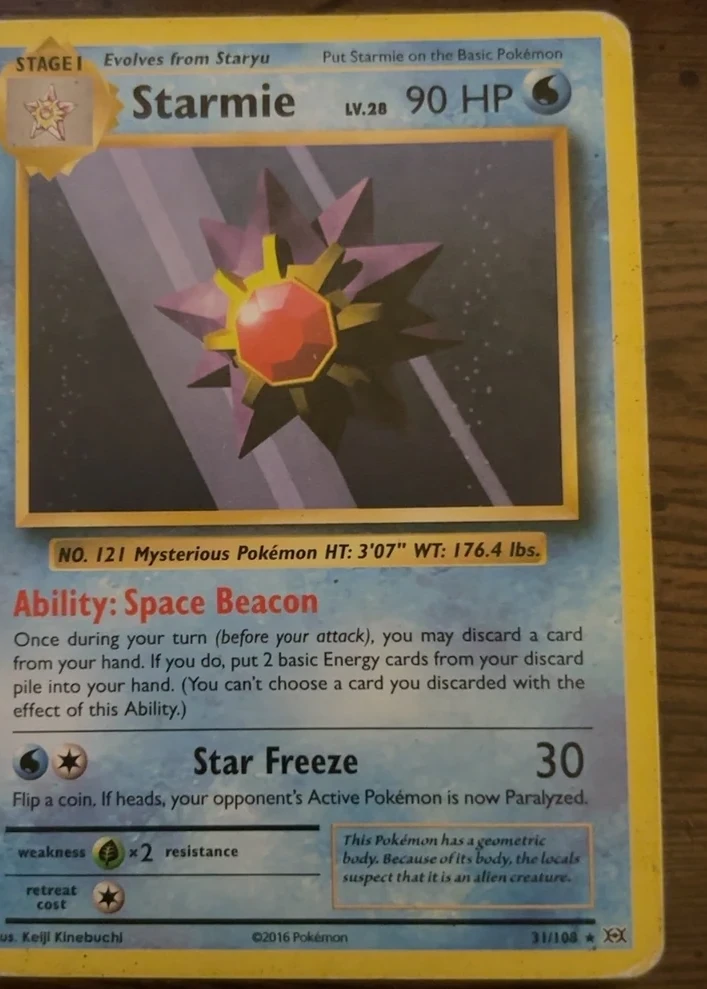 STAGE 1 Evolves from Staryu Put Starmie on the Basic Pokémon
Starmie LV.28 90 HP
NO. 121 Mysterious Pokémon HT: 3'07" WT: 176.4 lbs.
Ability: Space Beacon
Once during your turn (before your attack), you may discard a card
from your hand. If you do, put 2 basic Energy cards from your discard
pile into your hand. (You can't choose a card you discarded with the
effect of this Ability.)
Star Freeze 30
Flip a coin. If heads, your opponent's Active Pokémon is now Paralyzed.
weakness ×2 resistance
retreat
cost
This Pokémon has a geometric
body. Because of its body, the locals
suspect that it is an alien creature.
us. Keiji Kinebuchi ©2016 Pokémon 31/108 ★